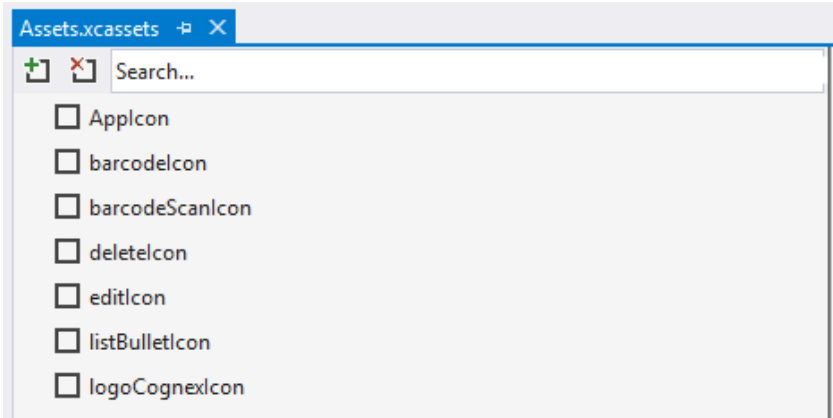 Assets.xcassets
Search...
AppIcon
barcodeIcon
barcodeScanIcon
deleteIcon
editIcon
listBulletIcon
logoCognexIcon